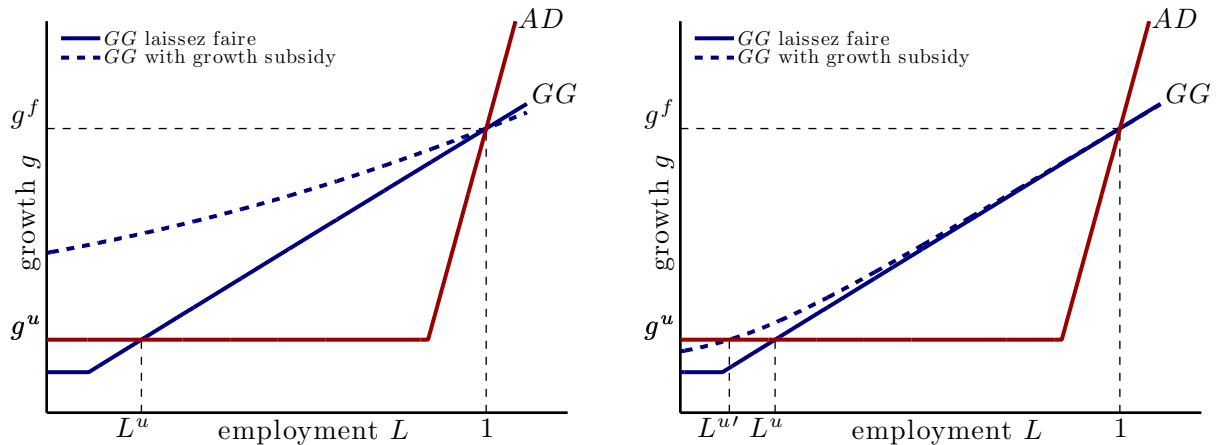 AD
GG laissez faire
GG with growth subsidy
GG
g^f
growth g
g^u
L^u
employment L
1
AD
GG laissez faire
GG with growth subsidy
GG
g^f
growth g
g^u
L^u′
L^u
employment L
1